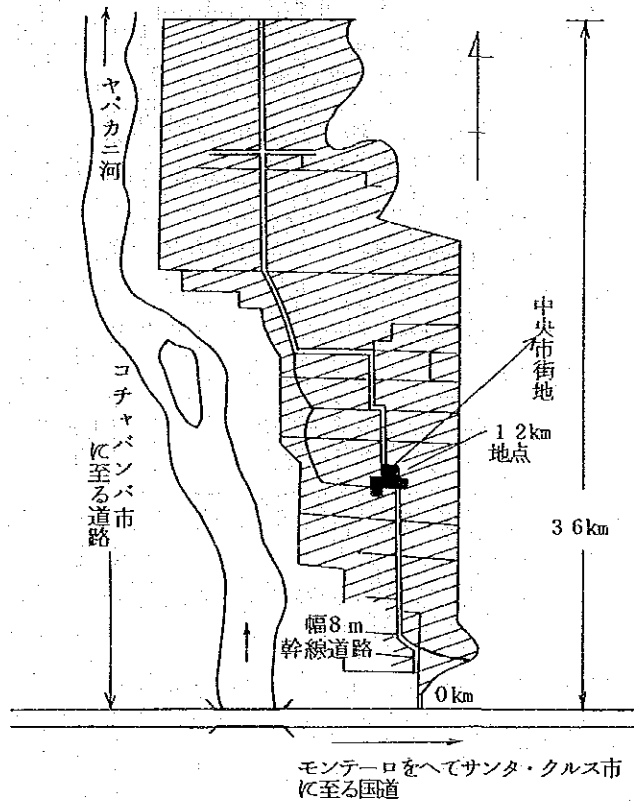 ヤパカニ河
中央市街地
12km
地点
コチャバンバ市
に至る道路
36km
幅8m
幹線道路
0km
モンテーロをへてサンタ・クルス市
に至る国道